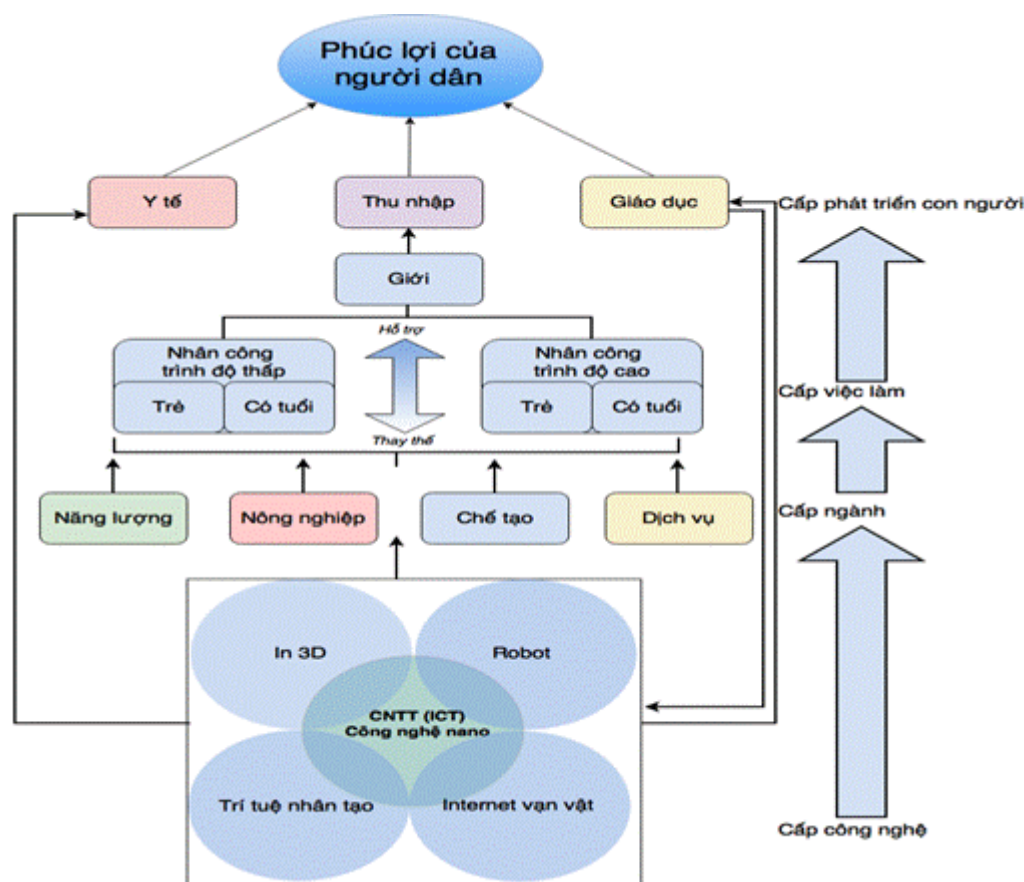 Phúc lợi của
người dân
Y tế
Thu nhập
Giáo dục
Cấp phát triển con người
Giới
Hỗ trợ
Nhân công
trình độ thấp
Nhân công
trình độ cao
Trẻ
Có tuổi
Trẻ
Có tuổi
Cấp việc làm
Thay thế
Năng lượng
Nông nghiệp
Chế tạo
Dịch vụ
Cấp ngành
In 3D
Robot
CNTT (ICT)
Công nghệ nano
Trí tuệ nhân tạo
Internet vạn vật
Cấp công nghệ